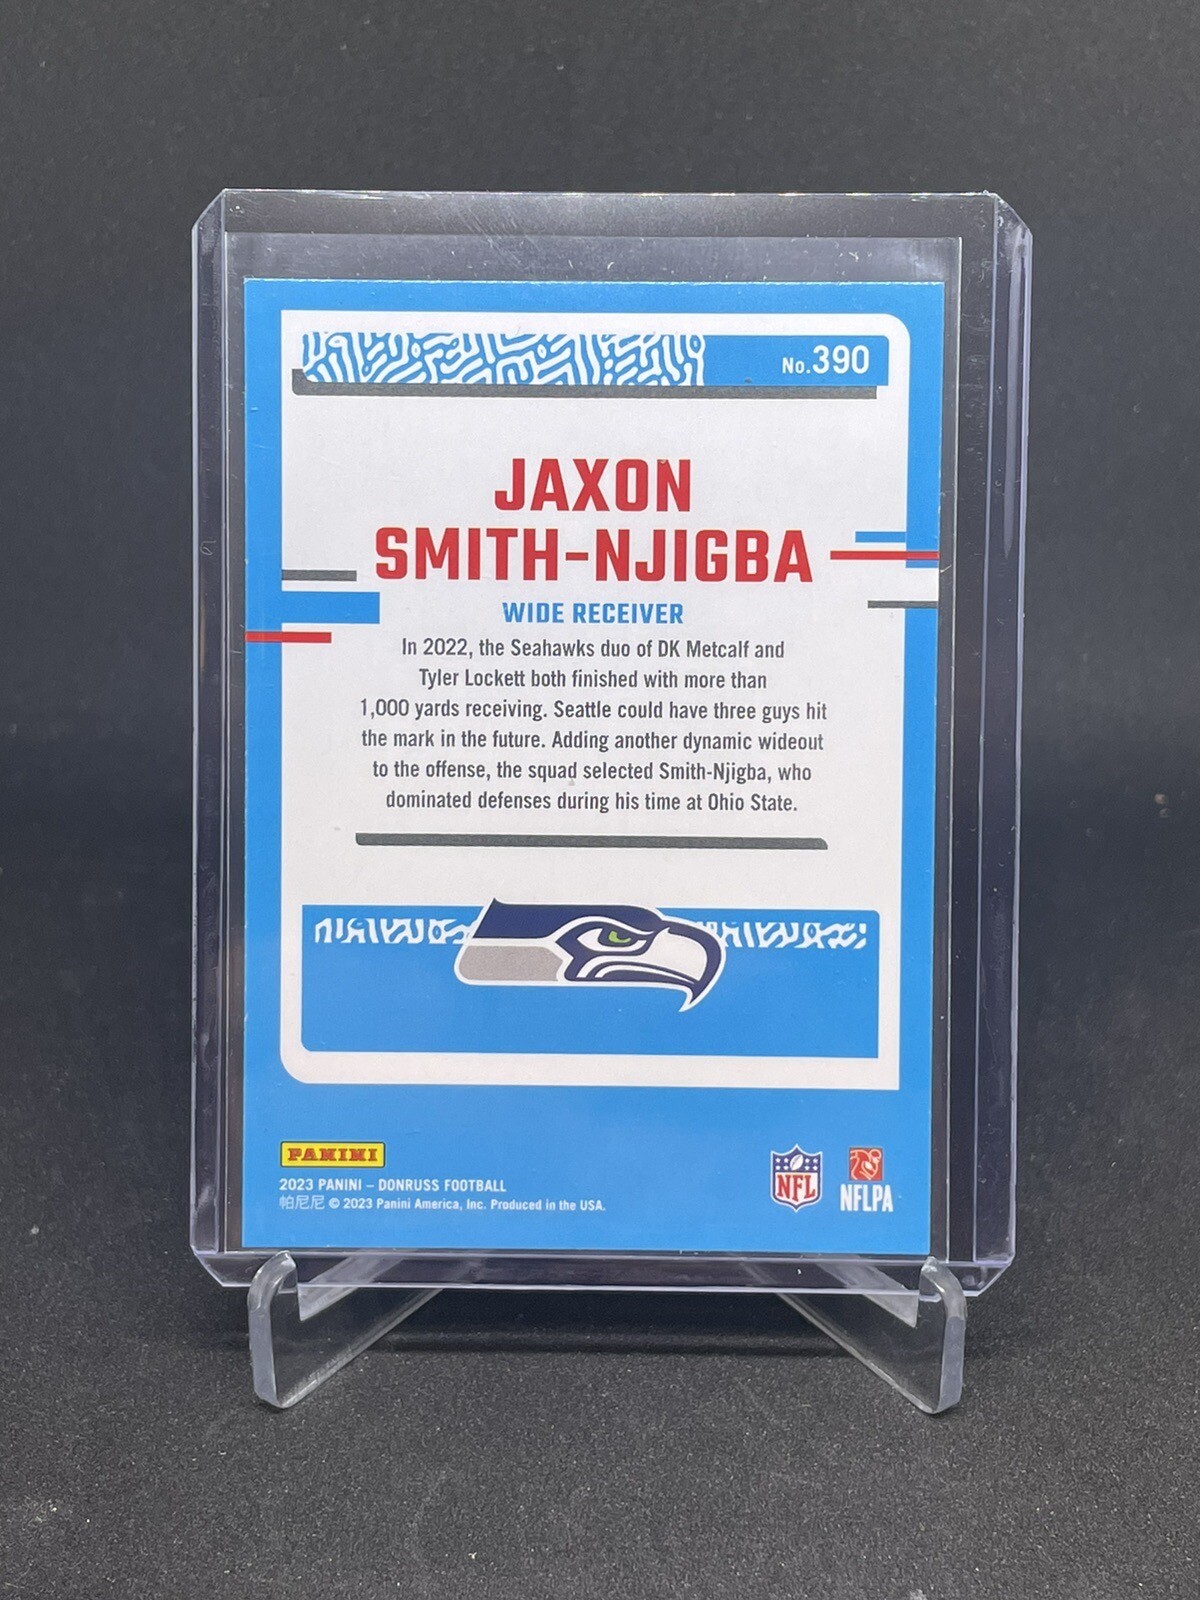 No.390
JAXON
SMITH-NJIGBA
WIDE RECEIVER
In 2022, the Seahawks duo of DK Metcalf and
Tyler Lockett both finished with more than
1,000 yards receiving. Seattle could have three guys hit
the mark in the future. Adding another dynamic wideout
to the offense, the squad selected Smith-Njigba, who
dominated defenses during his time at Ohio State.
PANINI
2023 PANINI – DONRUSS FOOTBALL
帕尼尼 © 2023 Panini America, Inc. Produced in the USA.
NFL
NFLPA